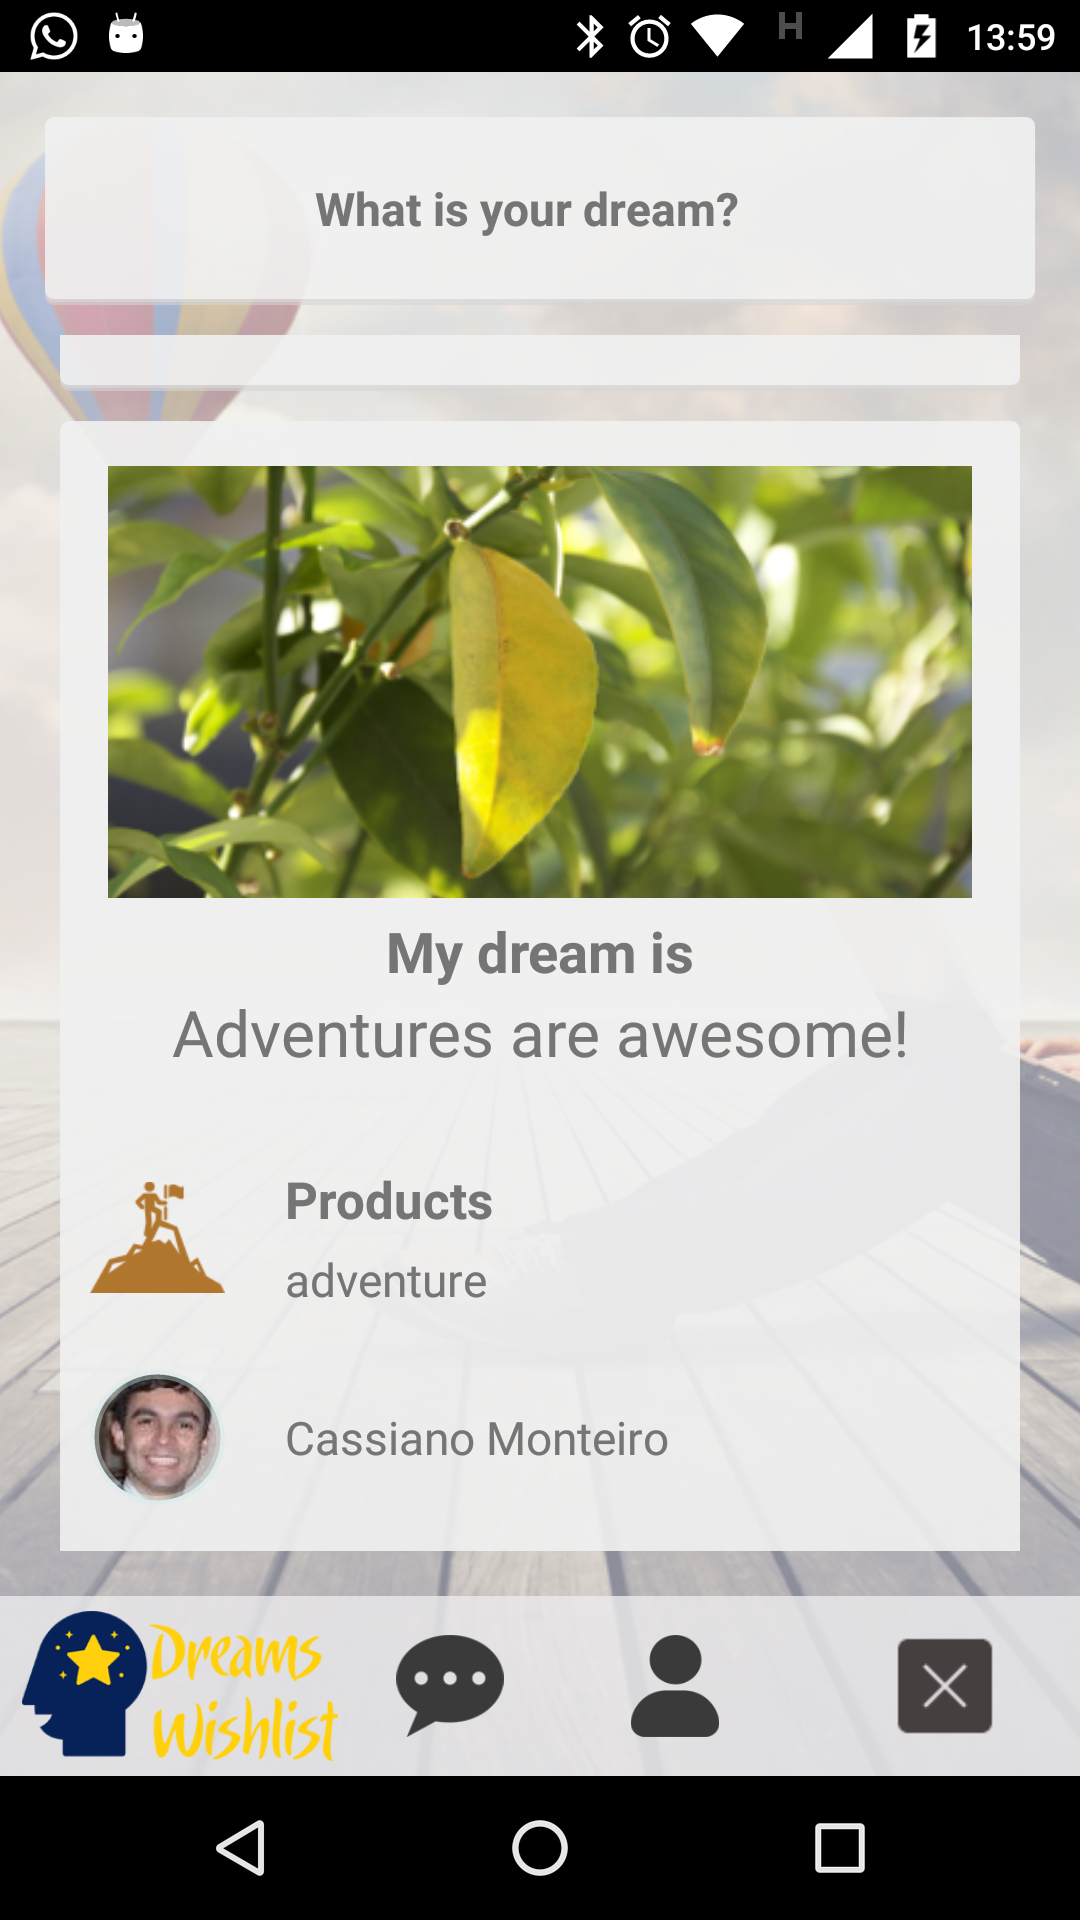 H
13:59
What is your dream?
My dream is
Adventures are awesome!
Products
adventure
Cassiano Monteiro
Dreams
Wishlist